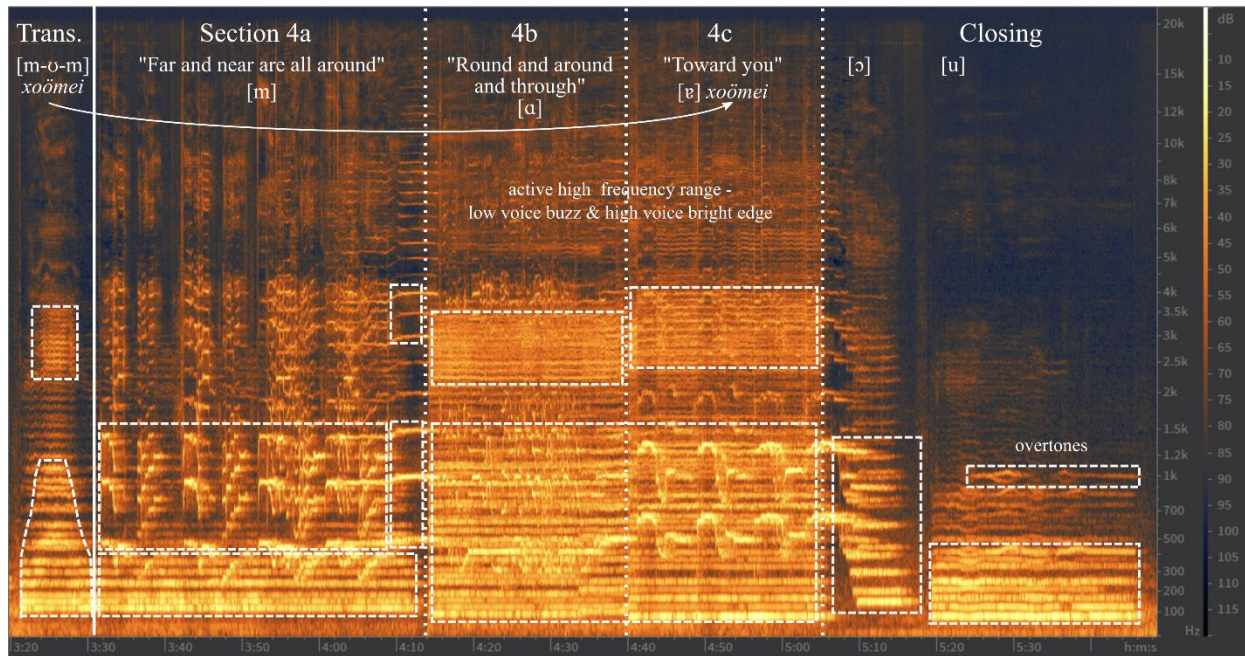 Trans.
Section 4a
4b
4c
Closing
[m-ʊ-m]
xoömei
"Far and near are all around"
[m]
"Round and around
and through"
[ɑ]
"Toward you"
[ɐ] xoömei
[ɔ]
[u]
active high frequency range -
low voice buzz & high voice bright edge
overtones
20k
15k
12k
10k
8k
7k
6k
5k
4k
3k
2.5k
2k
1.5k
1.2k
1k
700
500
300
200
100
Hz
dB
10
15
20
25
30
35
40
45
50
55
60
65
70
75
80
85
90
95
100
105
110
115
3:20
3:30
3:40
3:50
4:00
4:10
4:20
4:30
4:40
4:50
5:00
5:10
5:20
5:30
h:m:s